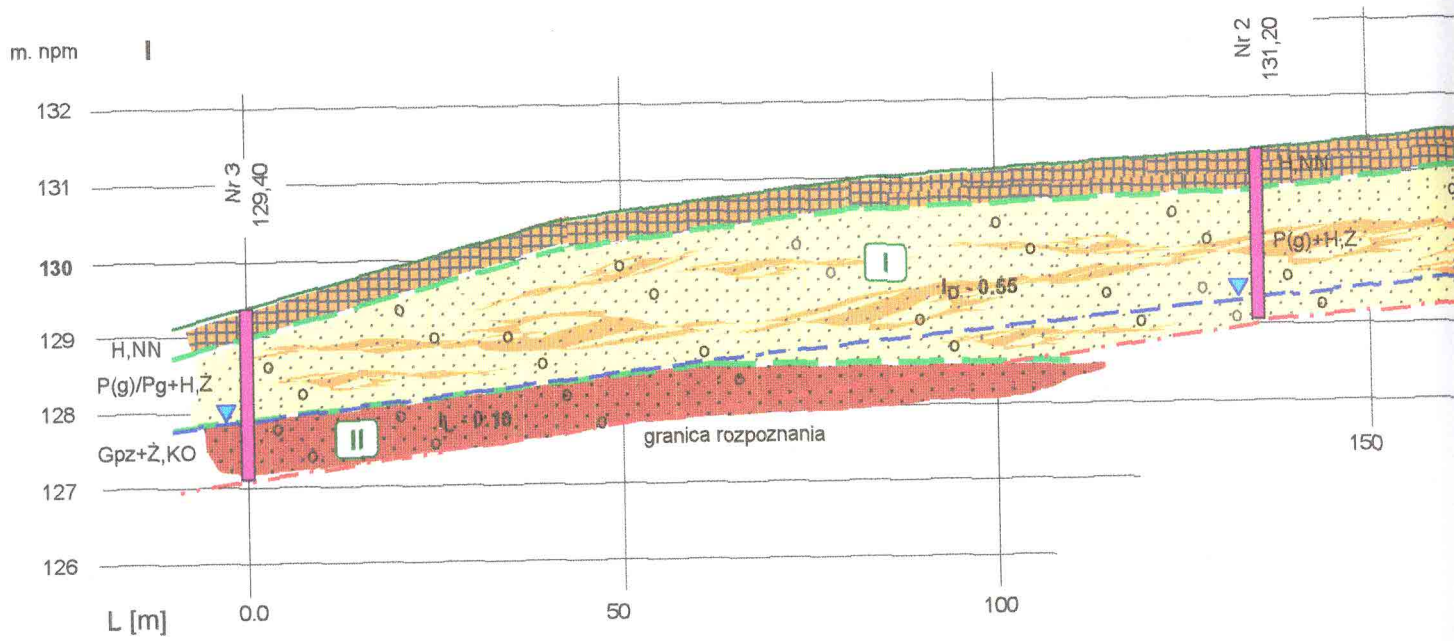 m. npm I
Nr 2
131,20
132
131
Nr 3
129,40
H,NN
130
P(g)+H,Ż
I
I_D - 0.55
129
H,NN
P(g)/Pg+H,Ż
128
I_L - 0.18
II
granica rozpoznania
150
Gpz+Ż,KO
127
126
0.0
50
100
L [m]